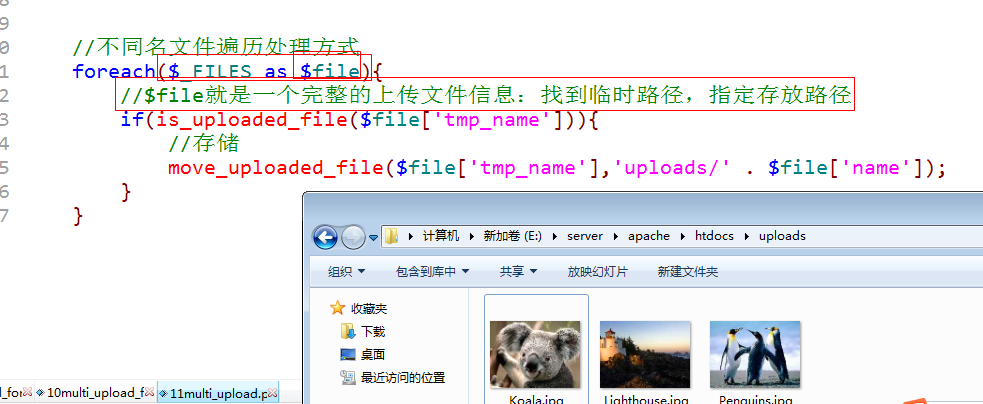 //不同名文件遍历处理方式
foreach($_FILES as $file){
//$file就是一个完整的上传文件信息：找到临时路径，指定存放路径
if(is_uploaded_file($file['tmp_name'])){
//存储
move_uploaded_file($file['tmp_name'],'uploads/' . $file['name']);
}
}
计算机 新加卷 (E:) server apache htdocs uploads
组织 包含到库中 共享 放映幻灯片 新建文件夹
收藏夹
下载
桌面
最近访问的位置
Koala.jpg Lighthouse.jpg Penguins.jpg
10multi_upload_f 11multi_upload.p